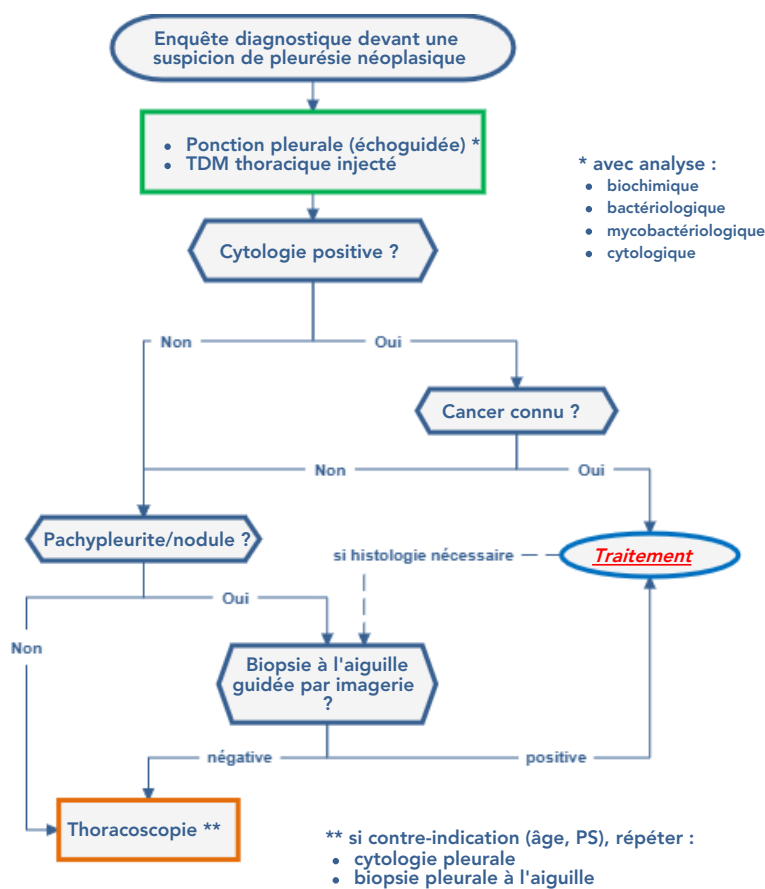 Enquête diagnostique devant une
suspicion de pleurésie néoplasique
• Ponction pleurale (échoguidée) *
• TDM thoracique injecté
* avec analyse :
• biochimique
• bactériologique
• mycobactériologique
• cytologique
Cytologie positive ?
Non
Oui
Cancer connu ?
Non
Oui
Pachypleurite/nodule ?
si histologie nécessaire
Traitement
Oui
Non
Biopsie à l'aiguille
guidée par imagerie
?
négative
positive
Thoracoscopie **
** si contre-indication (âge, PS), répéter :
• cytologie pleurale
• biopsie pleurale à l'aiguille